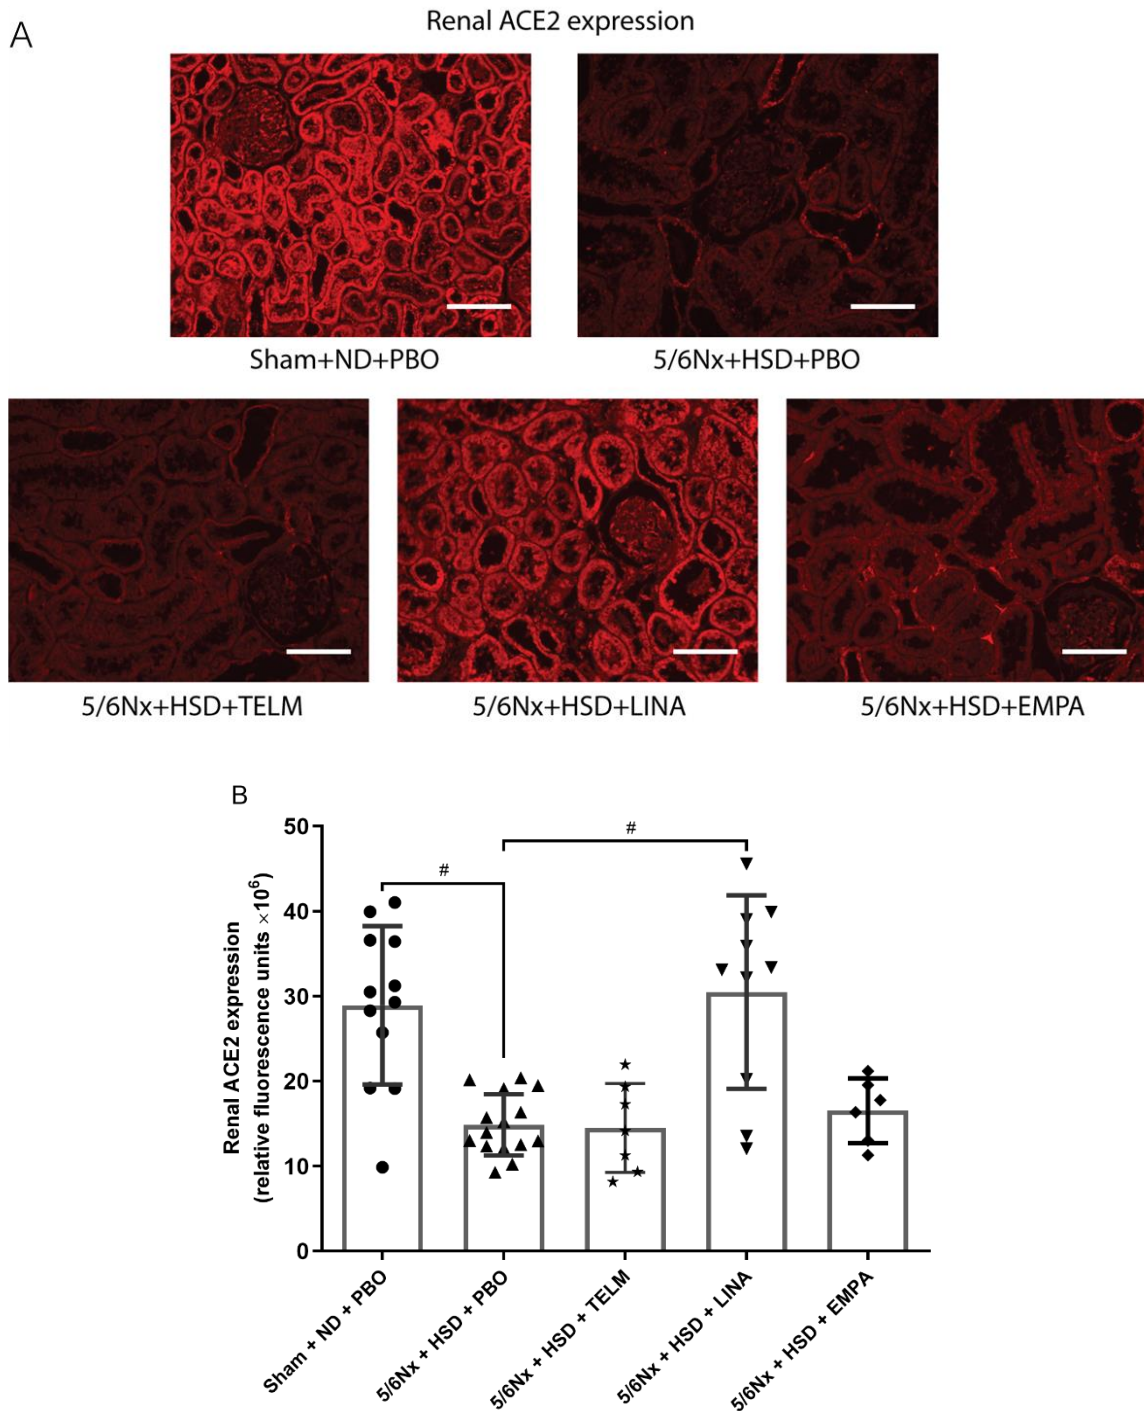 Renal ACE2 expression
A
Sham+ND+PBO
5/6Nx+HSD+PBO
5/6Nx+HSD+TELM
5/6Nx+HSD+LINA
5/6Nx+HSD+EMPA
B
Renal ACE2 expression
(relative fluorescence units ×10⁶)
50
40
30
20
10
0
#
#
Sham + ND + PBO
5/6Nx + HSD + PBO
5/6Nx + HSD + TELM
5/6Nx + HSD + LINA
5/6Nx + HSD + EMPA